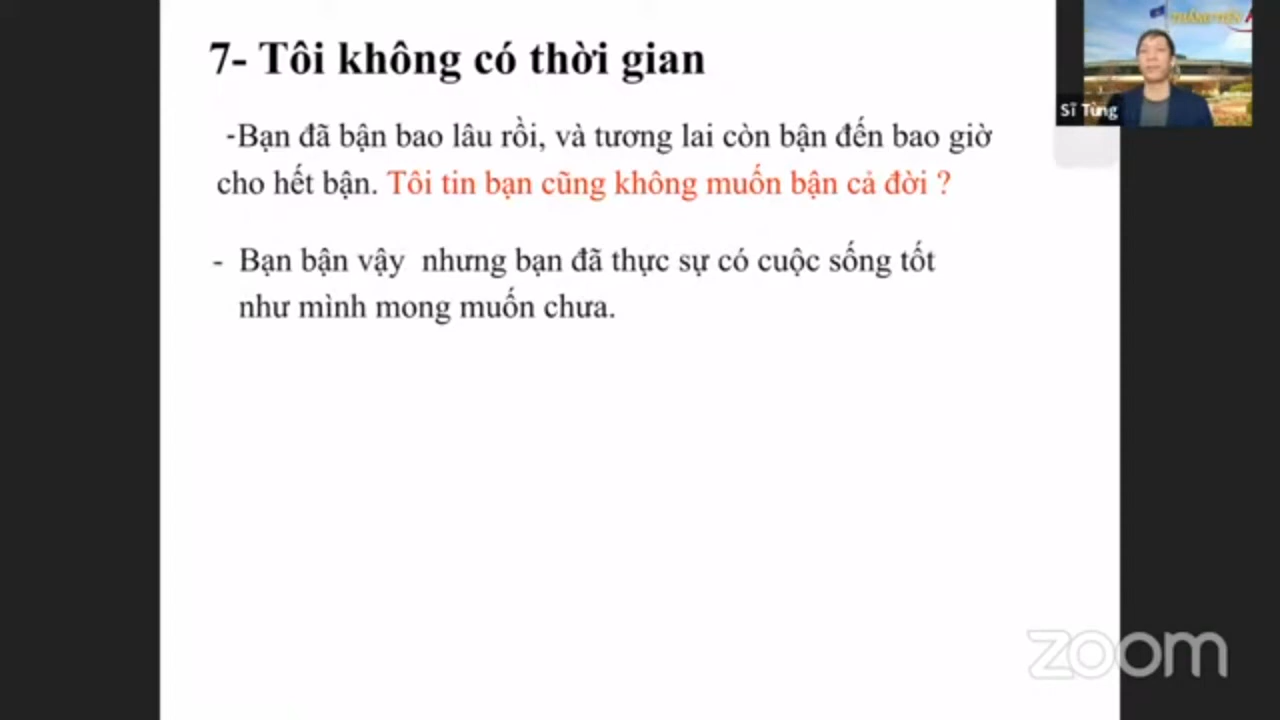 7- Tôi không có thời gian
-Bạn đã bận bao lâu rồi, và tương lai còn bận đến bao giờ
cho hết bận. Tôi tin bạn cũng không muốn bận cả đời ?
- Bạn bận vậy nhưng bạn đã thực sự có cuộc sống tốt
như mình mong muốn chưa.
THẮNG TIẾN
Sĩ Tùng
zoom